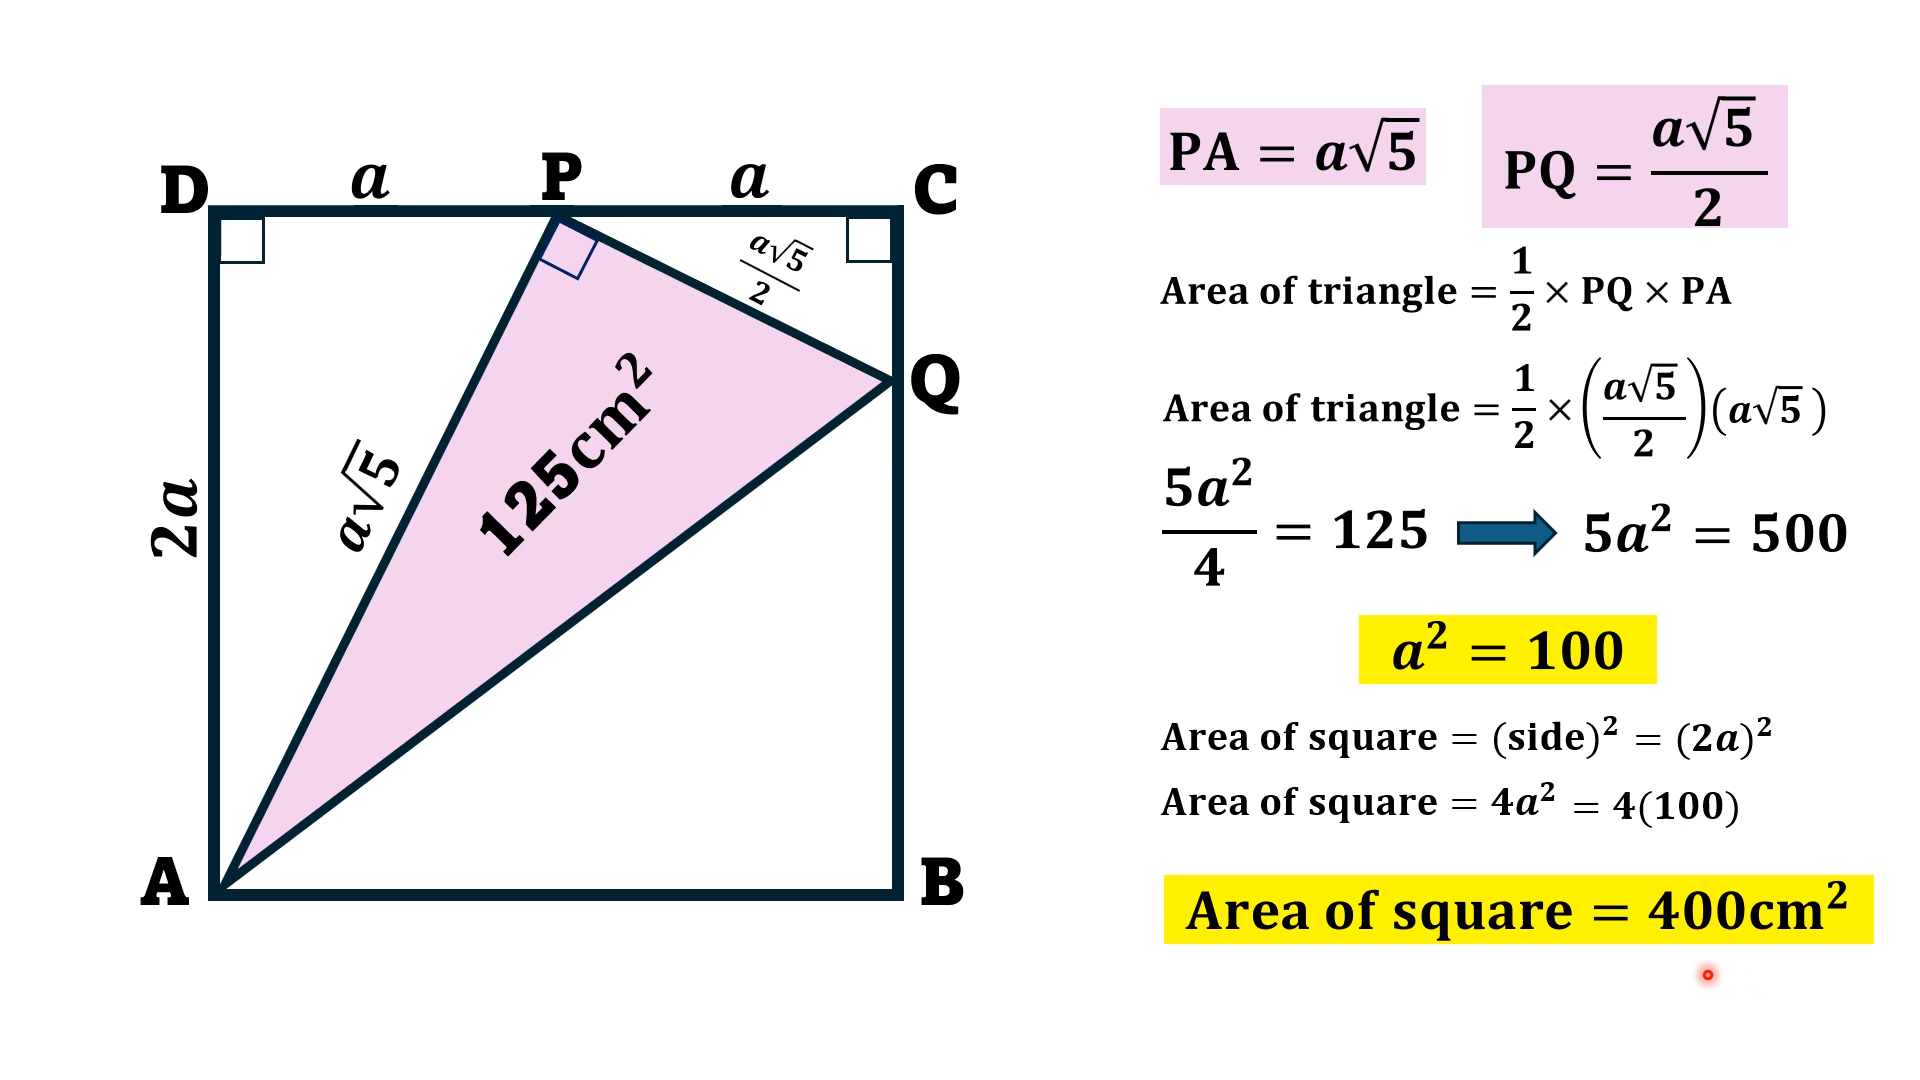 D a P a C
a√5/2
Q
125cm²
a√5
2a
A B
PA = a√5
PQ = a√5/2
Area of triangle = 1/2 × PQ × PA
Area of triangle = 1/2 × (a√5/2)(a√5)
5a²/4 = 125 ➡ 5a² = 500
a² = 100
Area of square = (side)² = (2a)²
Area of square = 4a² = 4(100)
Area of square = 400cm²